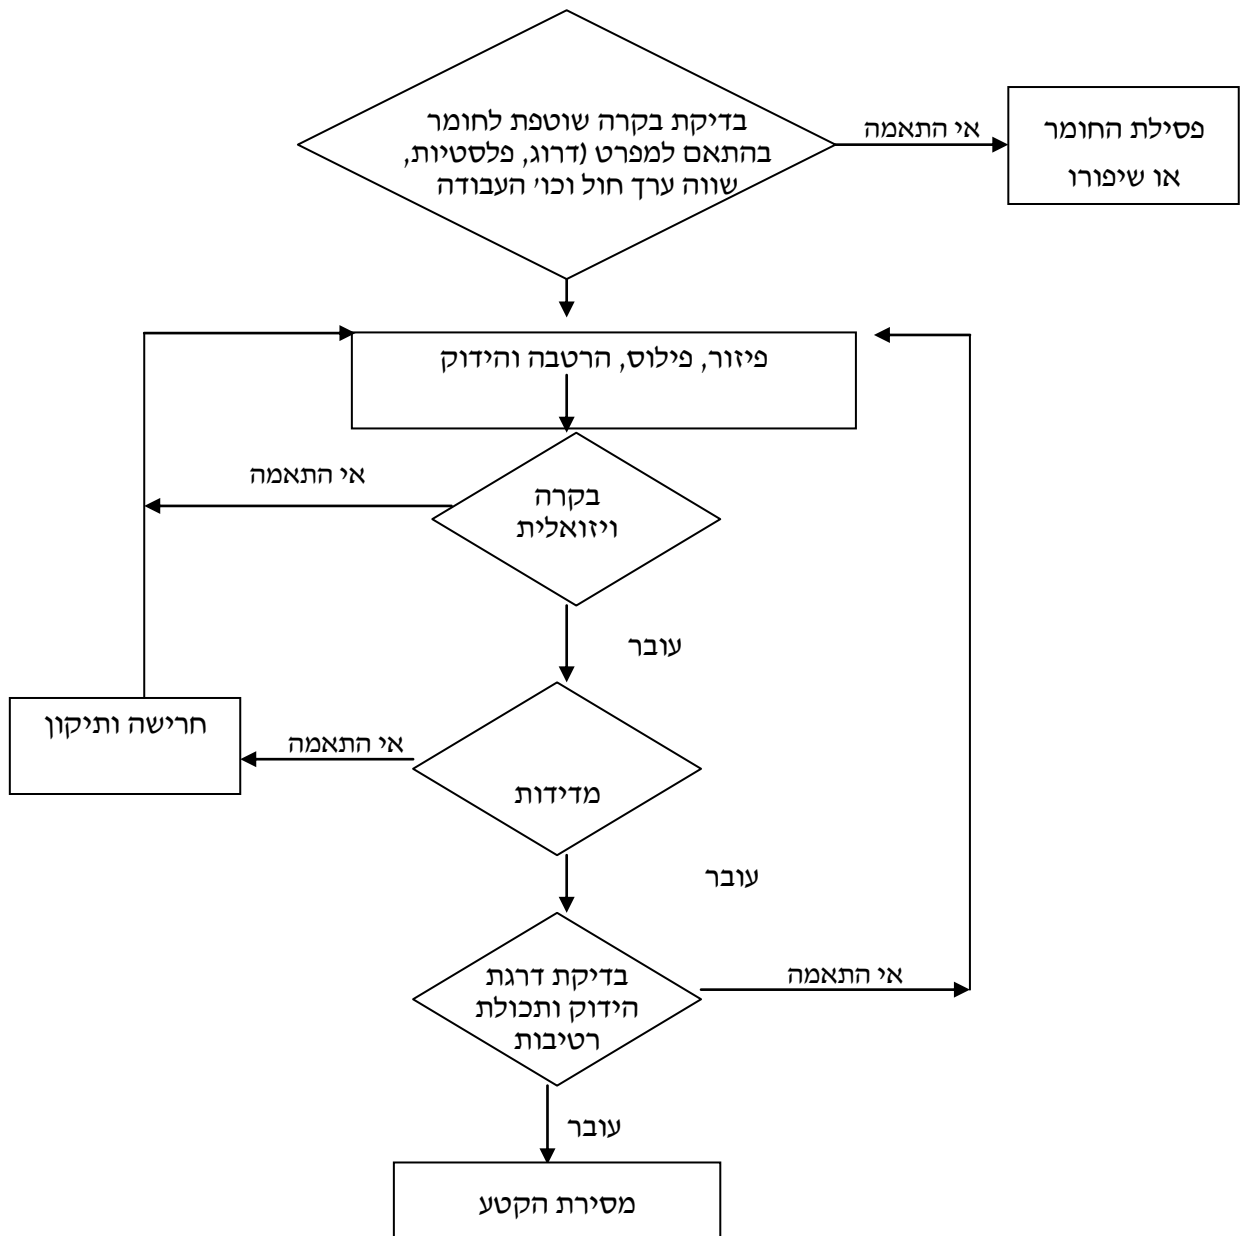 בדיקת בקרה שוטפת לחומר
בהתאם למפרט (דרוג, פלסטיות,
שווה ערך חול וכו' העבודה
אי התאמה
פסילת החומר
או שיפורו
פיזור, פילוס, הרטבה והידוק
אי התאמה
בקרה
ויזואלית
עובר
חרישה ותיקון
אי התאמה
מדידות
עובר
בדיקת דרגת
הידוק ותכולת
רטיבות
אי התאמה
עובר
מסירת הקטע